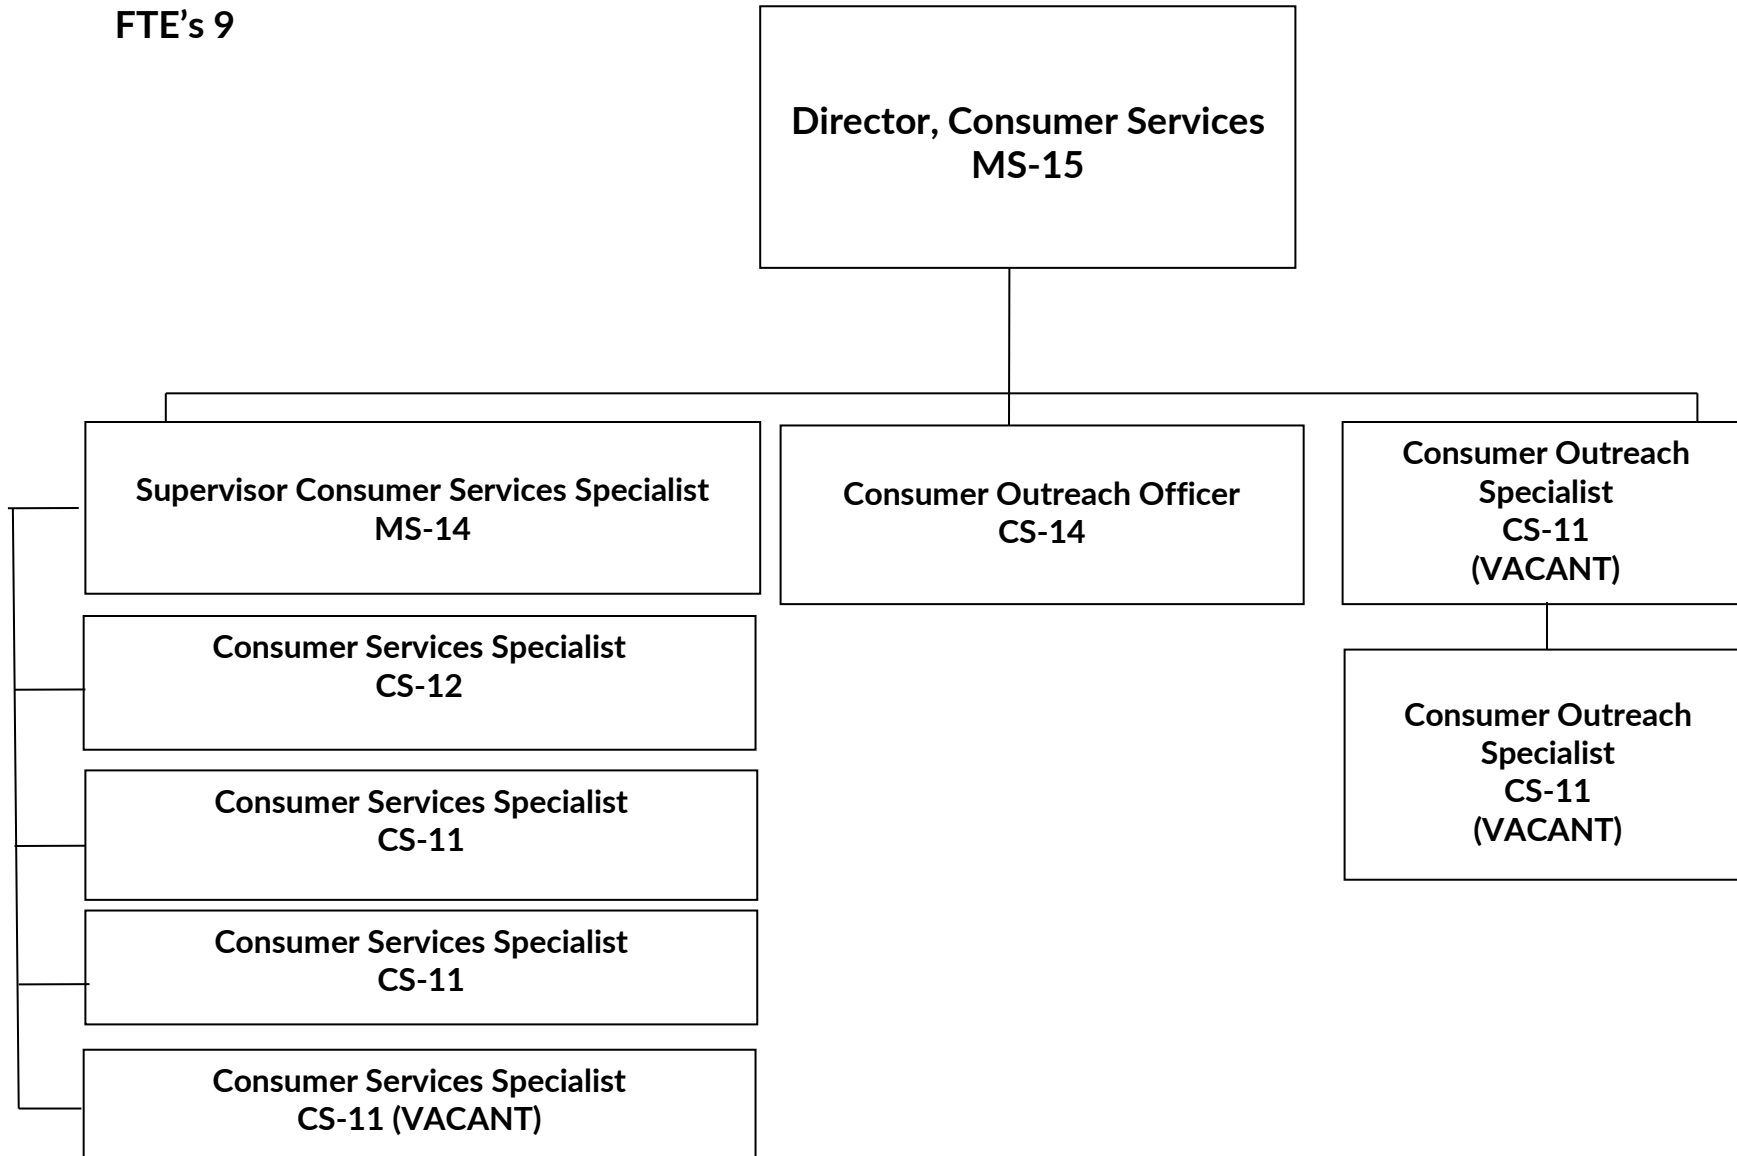 FTE’s 9
Director, Consumer Services
MS-15
Supervisor Consumer Services Specialist
MS-14
Consumer Outreach Officer
CS-14
Consumer Outreach
Specialist
CS-11
(VACANT)
Consumer Services Specialist
CS-12
Consumer Services Specialist
CS-11
Consumer Services Specialist
CS-11
Consumer Services Specialist
CS-11 (VACANT)
Consumer Outreach
Specialist
CS-11
(VACANT)